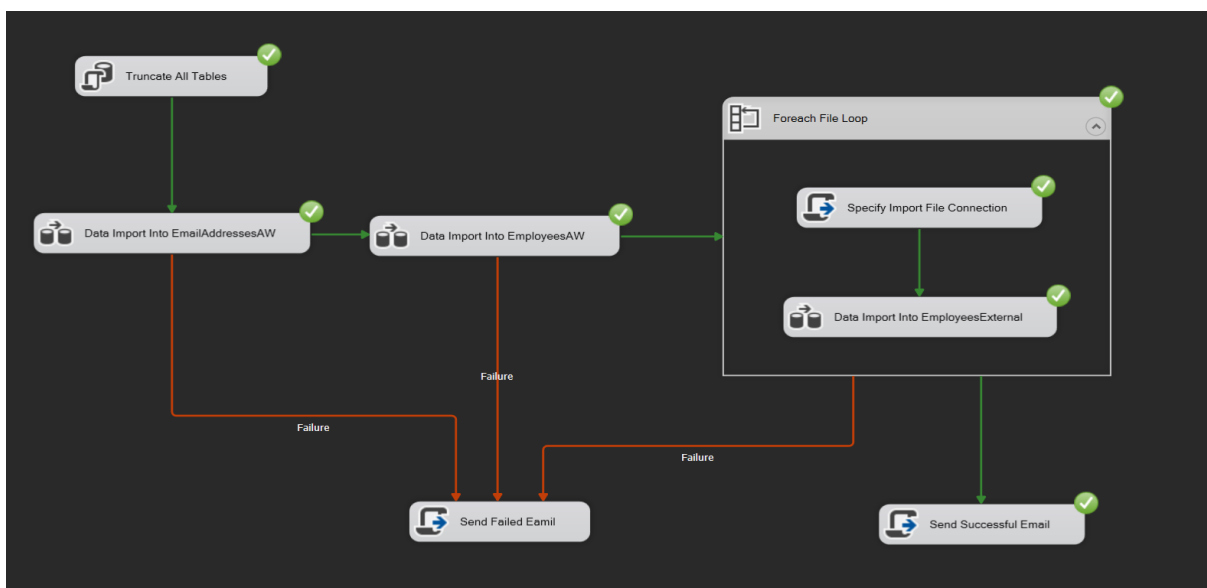 Truncate All Tables
Foreach File Loop
Specify Import File Connection
Data Import Into EmailAddressesAW
Data Import Into EmployeesAW
Data Import Into EmployeesExternal
Failure
Failure
Failure
Send Failed Eamil
Send Successful Email